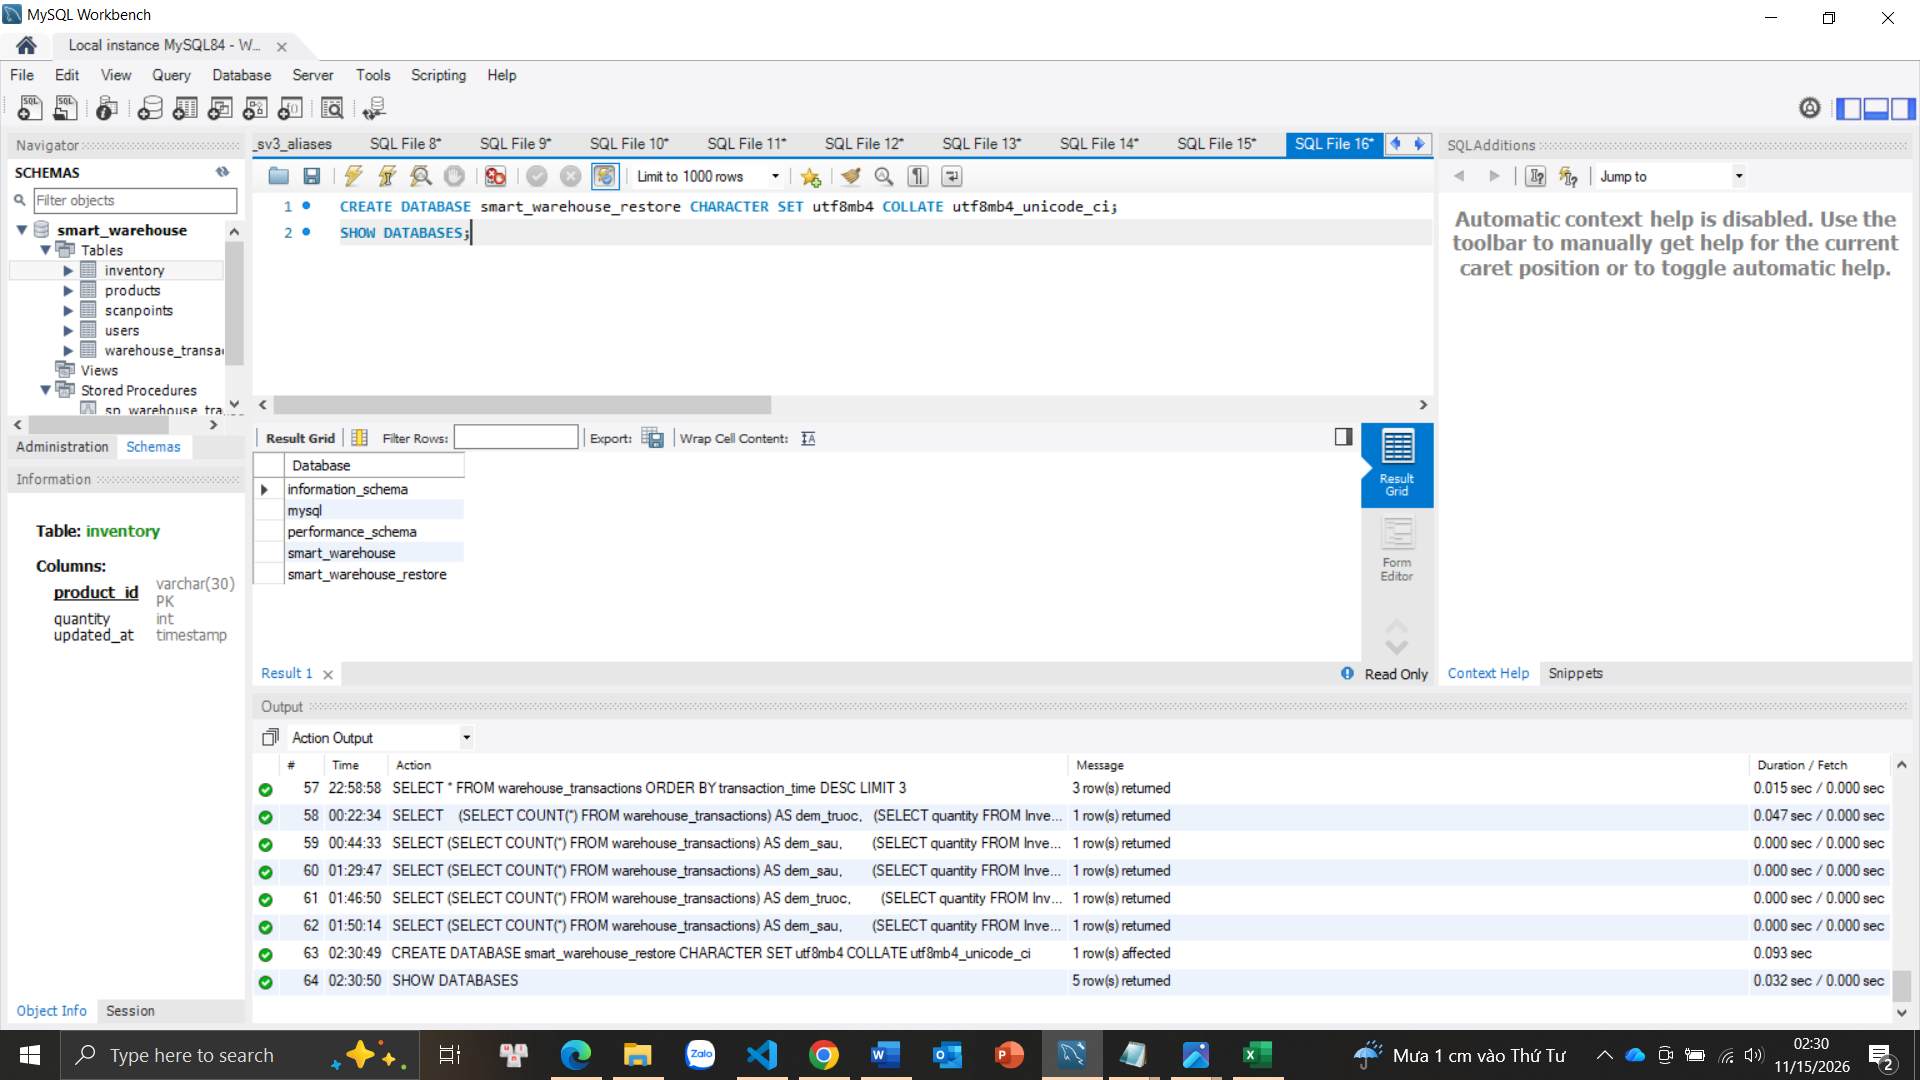 MySQL Workbench
Local instance MySQL84 - W...
File Edit View Query Database Server Tools Scripting Help
Navigator
SCHEMAS
Filter objects
smart_warehouse
Tables
inventory
products
scanpoints
users
warehouse_transa
Views
Stored Procedures
sp_warehouse_tra
Administration Schemas
Information
Table: inventory
Columns:
product_id varchar(30) PK
quantity int
updated_at timestamp
Object Info Session
_sv3_aliases SQL File 8* SQL File 9* SQL File 10* SQL File 11* SQL File 12* SQL File 13* SQL File 14* SQL File 15* SQL File 16*
Limit to 1000 rows
1 CREATE DATABASE smart_warehouse_restore CHARACTER SET utf8mb4 COLLATE utf8mb4_unicode_ci;
2 SHOW DATABASES;
Result Grid Filter Rows: Export: Wrap Cell Content:
Database
information_schema
mysql
performance_schema
smart_warehouse
smart_warehouse_restore
Result Grid
Form Editor
Result 1
Read Only
SQLAdditions
Jump to
Automatic context help is disabled. Use the
toolbar to manually get help for the current
caret position or to toggle automatic help.
Context Help Snippets
Output
Action Output
# Time Action Message Duration / Fetch
57 22:58:58 SELECT * FROM warehouse_transactions ORDER BY transaction_time DESC LIMIT 3 3 row(s) returned 0.015 sec / 0.000 sec
58 00:22:34 SELECT (SELECT COUNT(*) FROM warehouse_transactions) AS dem_truoc, (SELECT quantity FROM Inve... 1 row(s) returned 0.047 sec / 0.000 sec
59 00:44:33 SELECT (SELECT COUNT(*) FROM warehouse_transactions) AS dem_sau, (SELECT quantity FROM Inve... 1 row(s) returned 0.000 sec / 0.000 sec
60 01:29:47 SELECT (SELECT COUNT(*) FROM warehouse_transactions) AS dem_sau, (SELECT quantity FROM Inve... 1 row(s) returned 0.000 sec / 0.000 sec
61 01:46:50 SELECT (SELECT COUNT(*) FROM warehouse_transactions) AS dem_truoc, (SELECT quantity FROM Inv... 1 row(s) returned 0.000 sec / 0.000 sec
62 01:50:14 SELECT (SELECT COUNT(*) FROM warehouse_transactions) AS dem_sau, (SELECT quantity FROM Inve... 1 row(s) returned 0.000 sec / 0.000 sec
63 02:30:49 CREATE DATABASE smart_warehouse_restore CHARACTER SET utf8mb4 COLLATE utf8mb4_unicode_ci 1 row(s) affected 0.093 sec
64 02:30:50 SHOW DATABASES 5 row(s) returned 0.032 sec / 0.000 sec
Type here to search
Zalo
Mưa 1 cm vào Thứ Tư
02:30
11/15/2026
2